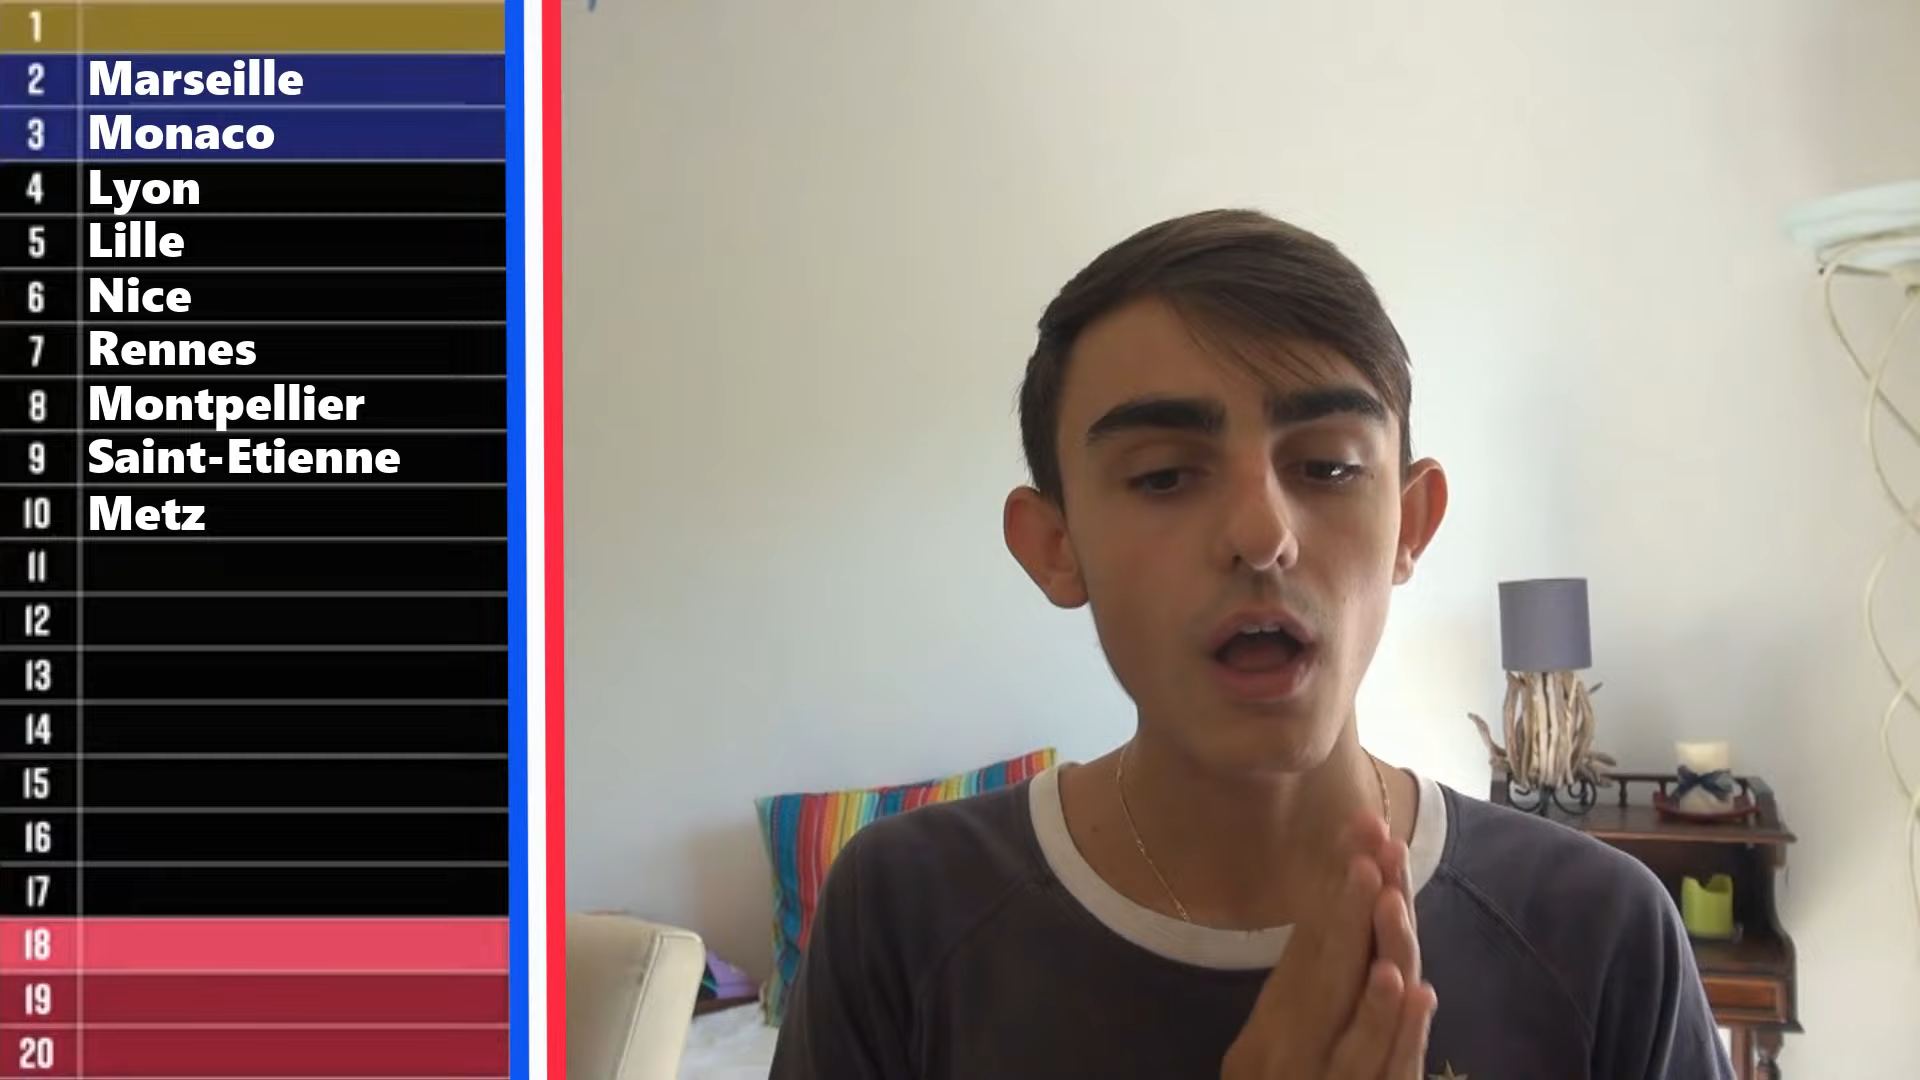 1
2 Marseille
3 Monaco
4 Lyon
5 Lille
6 Nice
7 Rennes
8 Montpellier
9 Saint-Etienne
10 Metz
11
12
13
14
15
16
17
18
19
20